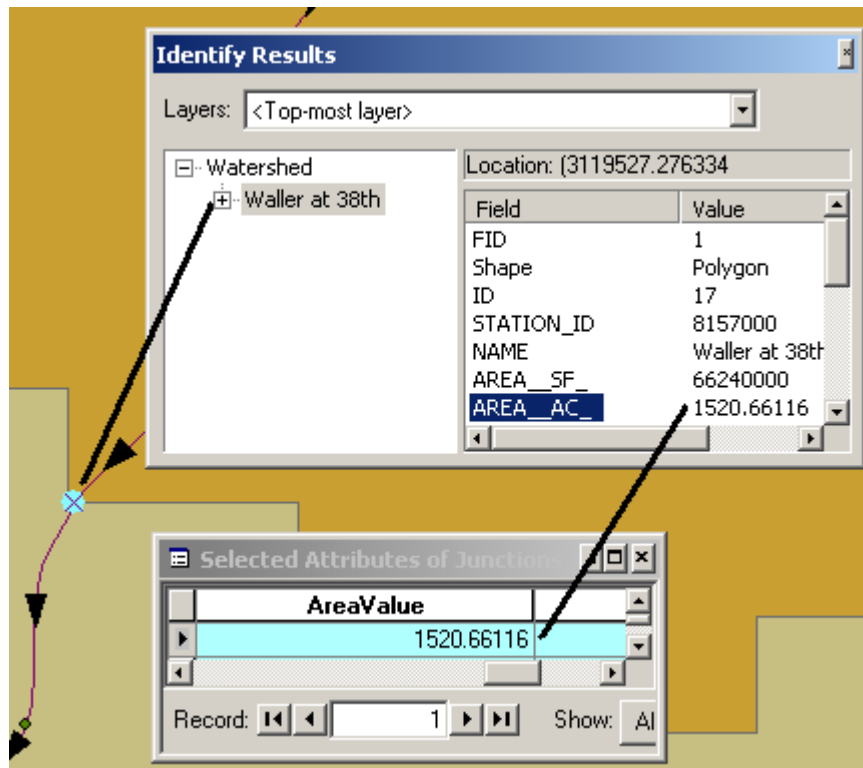 Identify Results
Layers: <Top-most layer>
Watershed
Waller at 38th
Location: (3119527.276334
Field Value
FID 1
Shape Polygon
ID 17
STATION_ID 8157000
NAME Waller at 38th
AREA__SF_ 66240000
AREA__AC_ 1520.66116
Selected Attributes of Junction
AreaValue
1520.66116
Record: 1 Show: Al